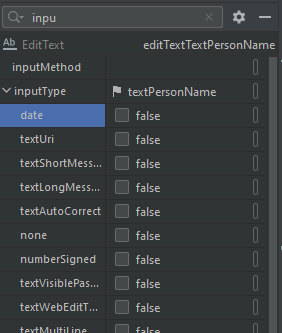 inpu
Ab EditText editTextTextPersonName
inputMethod
inputType textPersonName
date false
textUri false
textShortMess... false
textLongMess... false
textAutoCorrect false
none false
numberSigned false
textVisiblePas... false
textWebEditT... false
textMultiLine false